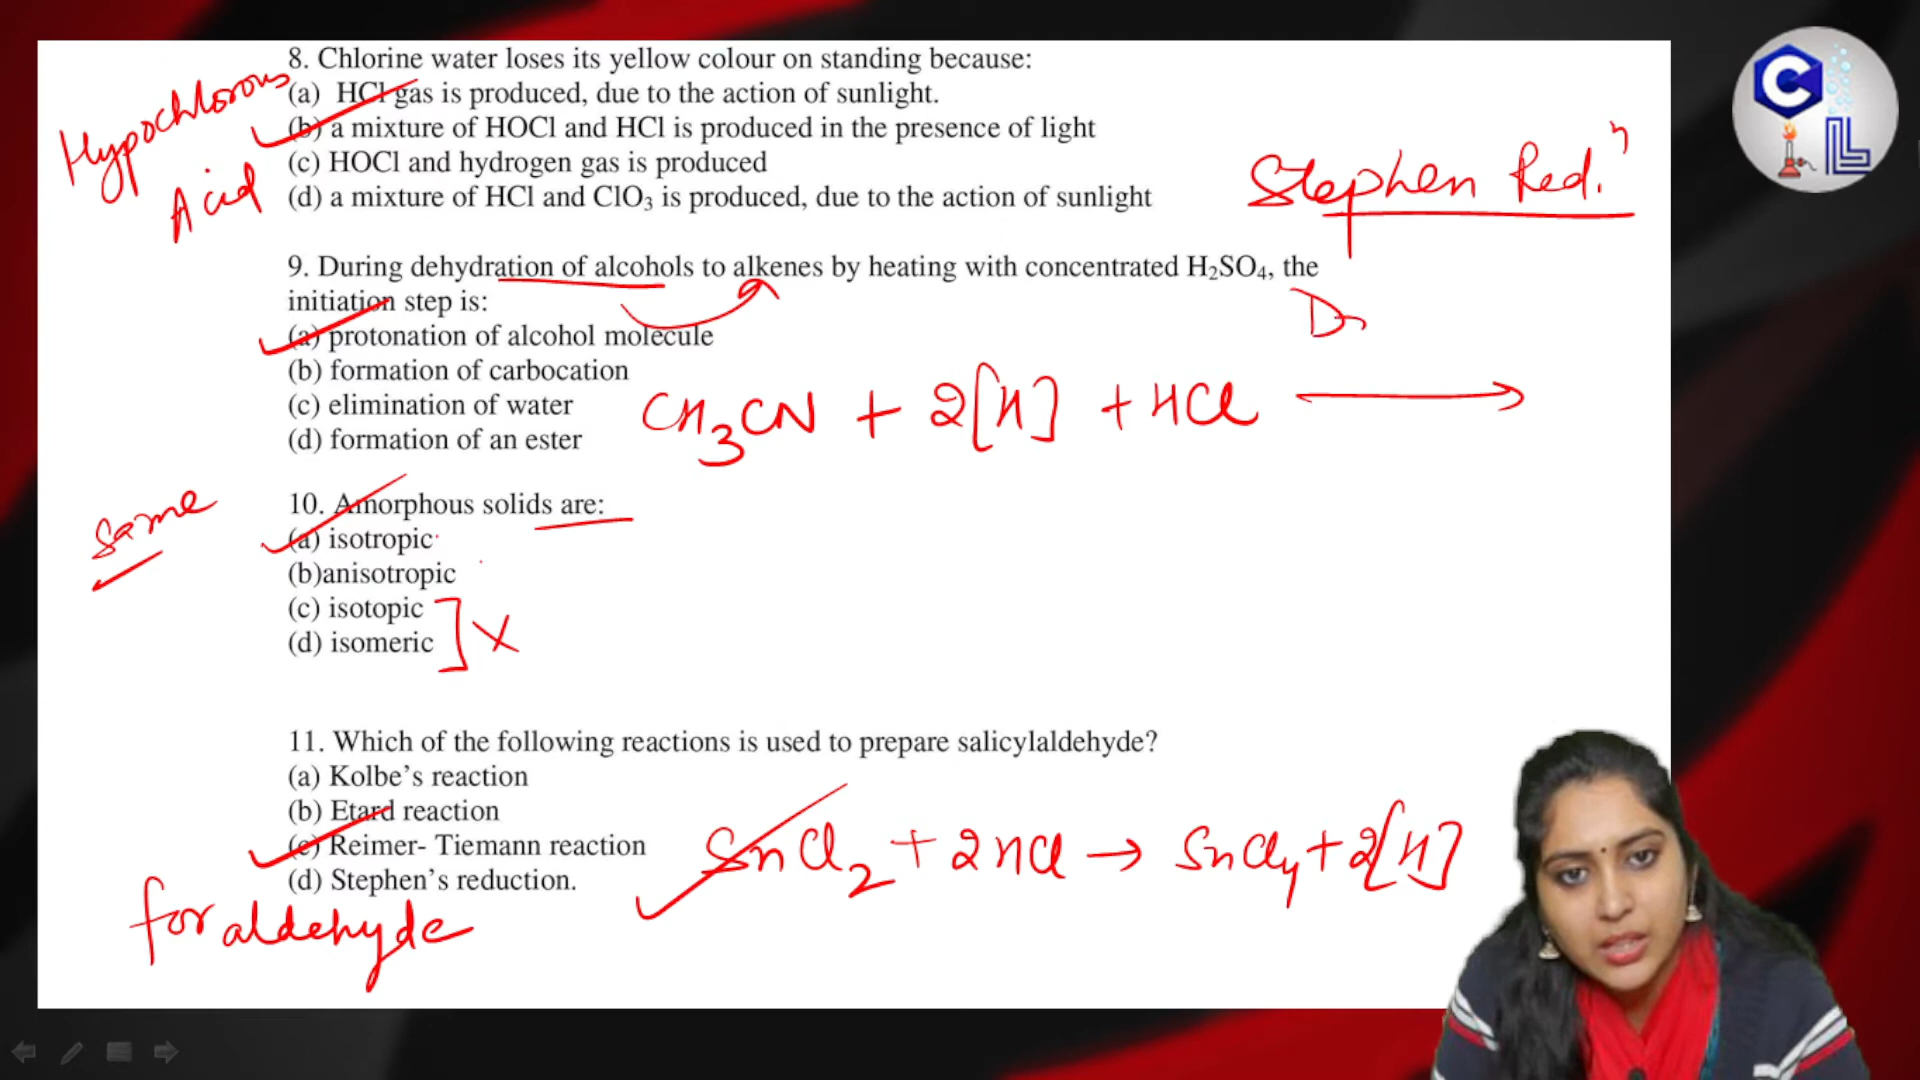 8. Chlorine water loses its yellow colour on standing because:
(a) HCl gas is produced, due to the action of sunlight.
(b) a mixture of HOCl and HCl is produced in the presence of light
(c) HOCl and hydrogen gas is produced
(d) a mixture of HCl and ClO₃ is produced, due to the action of sunlight
Hypochlorous
Acid
Stephen Redⁿ.
9. During dehydration of alcohols to alkenes by heating with concentrated H₂SO₄, the
initiation step is:
(a) protonation of alcohol molecule
(b) formation of carbocation
(c) elimination of water
(d) formation of an ester
CH₃CN + 2[H] + HCl ⟶
10. Amorphous solids are:
(a) isotropic
(b)anisotropic
(c) isotopic
(d) isomeric
Same
11. Which of the following reactions is used to prepare salicylaldehyde?
(a) Kolbe’s reaction
(b) Etard reaction
(c) Reimer- Tiemann reaction
(d) Stephen’s reduction.
for aldehyde
SnCl₂ + 2HCl → SnCl₄ + 2[H]
C
L